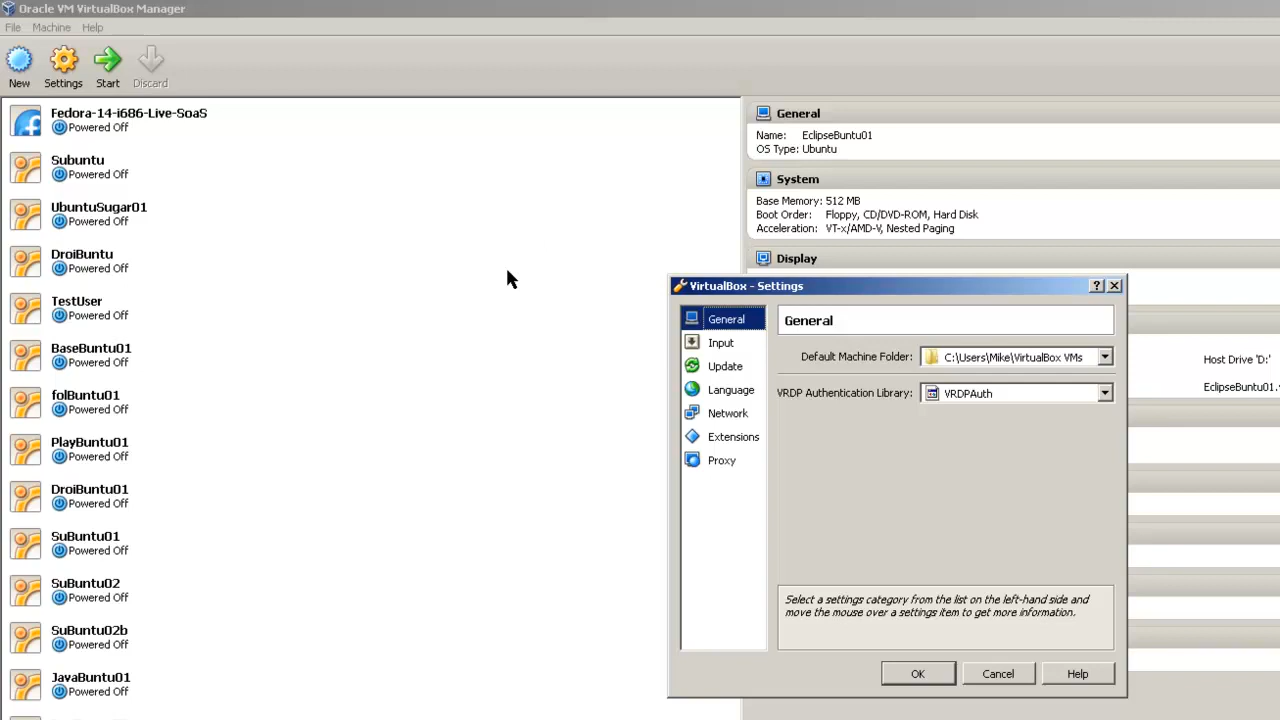 Oracle VM VirtualBox Manager
File Machine Help
New Settings Start Discard
Fedora-14-i686-Live-SoaS
Powered Off
Subuntu
Powered Off
UbuntuSugar01
Powered Off
DroiBuntu
Powered Off
TestUser
Powered Off
BaseBuntu01
Powered Off
folBuntu01
Powered Off
PlayBuntu01
Powered Off
DroiBuntu01
Powered Off
SuBuntu01
Powered Off
SuBuntu02
Powered Off
SuBuntu02b
Powered Off
JavaBuntu01
Powered Off
General
Name: EclipseBuntu01
OS Type: Ubuntu
System
Base Memory: 512 MB
Boot Order: Floppy, CD/DVD-ROM, Hard Disk
Acceleration: VT-x/AMD-V, Nested Paging
Display
Host Drive 'D:'
EclipseBuntu01.
VirtualBox - Settings
General
Input
Update
Language
Network
Extensions
Proxy
General
Default Machine Folder: C:\Users\Mike\VirtualBox VMs
VRDP Authentication Library: VRDPAuth
Select a settings category from the list on the left-hand side and
move the mouse over a settings item to get more information.
OK Cancel Help